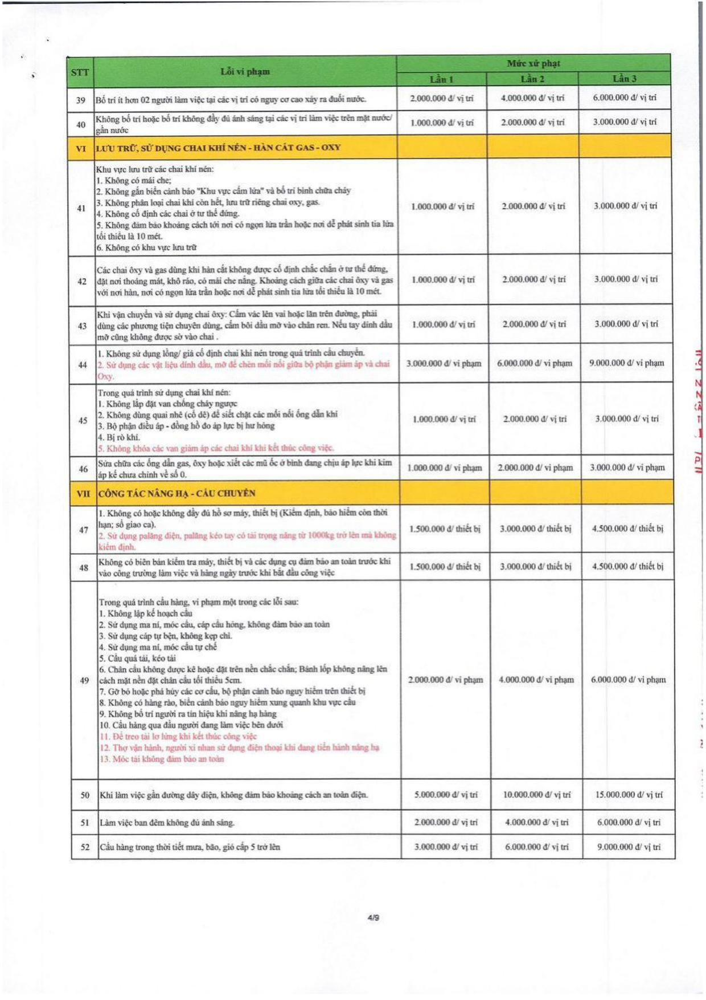 STT
Lỗi vi phạm
Mức xử phạt
Lần 1
Lần 2
Lần 3
39
Bố trí ít hơn 02 người làm việc tại các vị trí có nguy cơ cao xảy ra đuối nước.
2.000.000 đ/ vị trí
4.000.000 đ/ vị trí
6.000.000 đ/ vị trí
40
Không bố trí hoặc bố trí không đầy đủ ánh sáng tại các vị trí làm việc trên mặt nước/
gần nước
1.000.000 đ/ vị trí
2.000.000 đ/ vị trí
3.000.000 đ/ vị trí
VI
LƯU TRỮ, SỬ DỤNG CHAI KHÍ NÉN - HÀN CẮT GAS - OXY
41
Khu vực lưu trữ các chai khí nén:
1. Không có mái che;
2. Không gắn biển cảnh báo "Khu vực cấm lửa" và bố trí bình chữa cháy
3. Không phân loại chai khí còn hết, lưu trữ riêng chai oxy, gas.
4. Không cố định các chai ở tư thế đứng.
5. Không đảm bảo khoảng cách tới nơi có ngọn lửa trần hoặc nơi dễ phát sinh tia lửa
tối thiểu là 10 mét.
6. Không có khu vực lưu trữ
1.000.000 đ/ vị trí
2.000.000 đ/ vị trí
3.000.000 đ/ vị trí
42
Các chai ôxy và gas dùng khi hàn cắt không được cố định chắc chắn ở tư thế đứng,
đặt nơi thoáng mát, khô ráo, có mái che nắng. Khoảng cách giữa các chai ôxy và gas
với nơi hàn, nơi có ngọn lửa trần hoặc nơi dễ phát sinh tia lửa tối thiểu là 10 mét.
1.000.000 đ/ vị trí
2.000.000 đ/ vị trí
3.000.000 đ/ vị trí
43
Khi vận chuyển và sử dụng chai ôxy: Cấm vác lên vai hoặc lăn trên đường, phải
dùng các phương tiện chuyên dùng, cấm bôi dầu mỡ vào chân ren. Nếu tay dính dầu
mỡ cũng không được sờ vào chai .
1.000.000 đ/ vị trí
2.000.000 đ/ vị trí
3.000.000 đ/ vị trí
44
1. Không sử dụng lồng/ giá cố định chai khí nén trong quá trình cẩu chuyển.
2. Sử dụng các vật liệu dính dầu, mỡ để chèn mối nối giữa bộ phận giảm áp và chai
Oxy.
3.000.000 đ/ vi phạm
6.000.000 đ/ vi phạm
9.000.000 đ/ vi phạm
45
Trong quá trình sử dụng chai khí nén:
1. Không lắp đặt van chống cháy ngược
2. Không dùng quai nhê (cổ dê) để siết chặt các mối nối ống dẫn khí
3. Bộ phận điều áp - đồng hồ đo áp lực bị hư hỏng
4. Bị rò khí.
5. Không khóa các van giảm áp các chai khí khi kết thúc công việc.
1.000.000 đ/ vị trí
2.000.000 đ/ vị trí
3.000.000 đ/ vị trí
46
Sửa chữa các ống dẫn gas, ôxy hoặc xiết các mũ ốc ở bình đang chịu áp lực khi kim
áp kế chưa chỉnh về số 0.
1.000.000 đ/ vi phạm
2.000.000 đ/ vi phạm
3.000.000 đ/ vi phạm
VII
CÔNG TÁC NÂNG HẠ - CẨU CHUYỂN
47
1. Không có hoặc không đầy đủ hồ sơ máy, thiết bị (Kiểm định, bảo hiểm còn thời
hạn; sổ giao ca).
2. Sử dụng palăng điện, palăng kéo tay có tải trọng nâng từ 1000kg trở lên mà không
kiểm định.
1.500.000 đ/ thiết bị
3.000.000 đ/ thiết bị
4.500.000 đ/ thiết bị
48
Không có biên bản kiểm tra máy, thiết bị và các dụng cụ đảm bảo an toàn trước khi
vào công trường làm việc và hàng ngày trước khi bắt đầu công việc
1.500.000 đ/ thiết bị
3.000.000 đ/ thiết bị
4.500.000 đ/ thiết bị
49
Trong quá trình cẩu hàng, vi phạm một trong các lỗi sau:
1. Không lập kế hoạch cẩu
2. Sử dụng ma ní, móc cẩu, cáp cẩu hỏng, không đảm bảo an toàn
3. Sử dụng cáp tự bện, không kẹp chì.
4. Sử dụng ma ní, móc cẩu tự chế
5. Cẩu quá tải, kéo tải
6. Chân cẩu không được kê hoặc đặt trên nền chắc chắn; Bánh lốp không nâng lên
cách mặt nền đặt chân cẩu tối thiểu 5cm.
7. Gỡ bỏ hoặc phá hủy các cơ cấu, bộ phận cảnh báo nguy hiểm trên thiết bị
8. Không có hàng rào, biển cảnh báo nguy hiểm xung quanh khu vực cẩu
9. Không bố trí người ra tín hiệu khi nâng hạ hàng
10. Cẩu hàng qua đầu người đang làm việc bên dưới
11. Để treo tải lơ lửng khi kết thúc công việc
12. Thợ vận hành, người xi nhan sử dụng điện thoại khi đang tiến hành nâng hạ
13. Móc tải không đảm bảo an toàn
2.000.000 đ/ vi phạm
4.000.000 đ/ vi phạm
6.000.000 đ/ vi phạm
50
Khi làm việc gần đường dây điện, không đảm bảo khoảng cách an toàn điện.
5.000.000 đ/ vị trí
10.000.000 đ/ vị trí
15.000.000 đ/ vị trí
51
Làm việc ban đêm không đủ ánh sáng.
2.000.000 đ/ vị trí
4.000.000 đ/ vị trí
6.000.000 đ/ vị trí
52
Cẩu hàng trong thời tiết mưa, bão, gió cấp 5 trở lên
3.000.000 đ/ vị trí
6.000.000 đ/ vị trí
9.000.000 đ/ vị trí
4/9